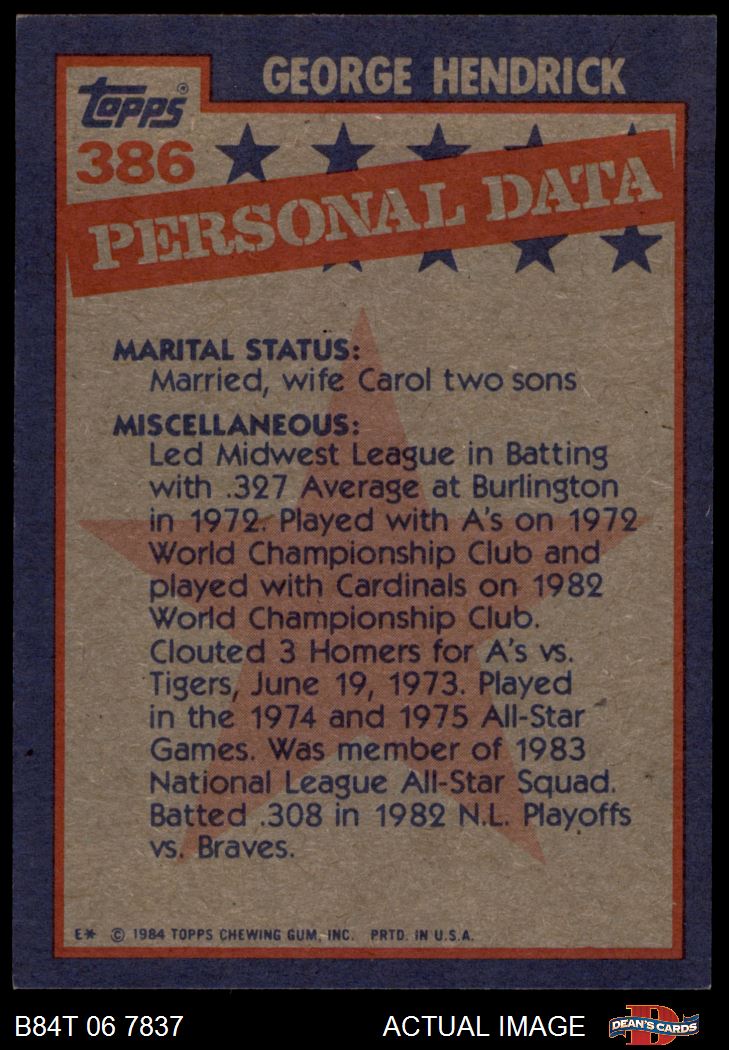 GEORGE HENDRICK
topps®
386
PERSONAL DATA
MARITAL STATUS:
Married, wife Carol two sons
MISCELLANEOUS:
Led Midwest League in Batting
with .327 Average at Burlington
in 1972. Played with A's on 1972
World Championship Club and
played with Cardinals on 1982
World Championship Club.
Clouted 3 Homers for A's vs.
Tigers, June 19, 1973. Played
in the 1974 and 1975 All-Star
Games. Was member of 1983
National League All-Star Squad.
Batted .308 in 1982 N.L. Playoffs
vs. Braves.
E* © 1984 TOPPS CHEWING GUM, INC. PRTD. IN U.S.A.
B84T 06 7837 ACTUAL IMAGE DEAN'S CARDS